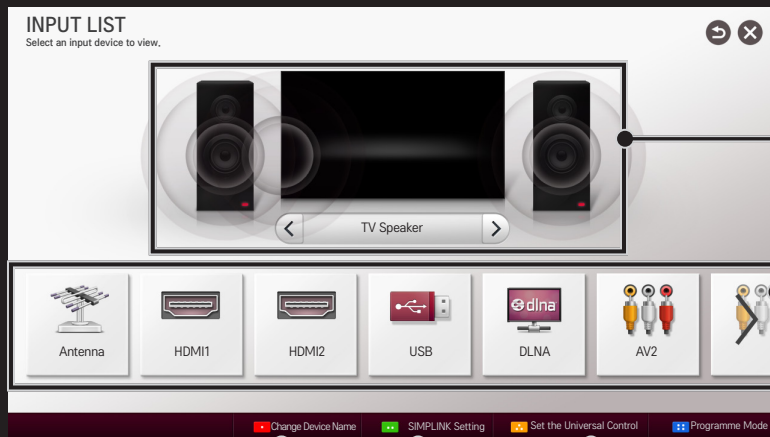 INPUT LIST
Select an input device to view.
TV Speaker
Antenna
HDMI1
HDMI2
USB
dlna
DLNA
AV2
Change Device Name
SIMPLINK Setting
Set the Universal Control
Programme Mode